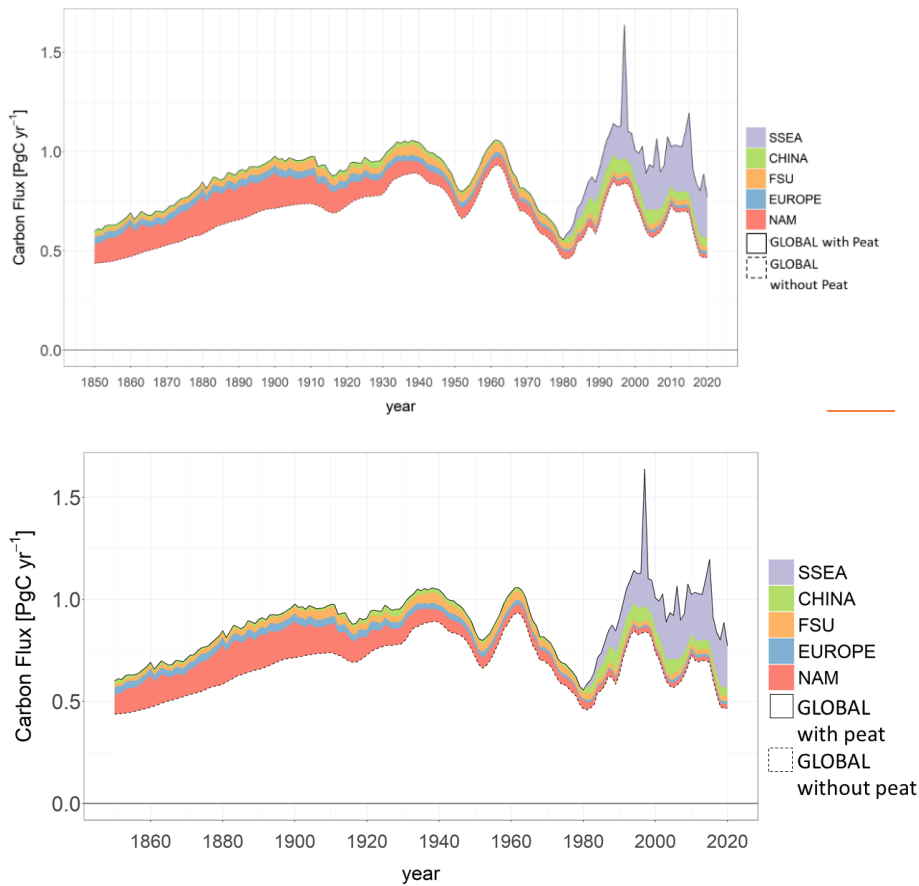 1.5
1.0
0.5
0.0
Carbon Flux [PgC yr⁻¹]
1850 1860 1870 1880 1890 1900 1910 1920 1930 1940 1950 1960 1970 1980 1990 2000 2010 2020
year
SSEA
CHINA
FSU
EUROPE
NAM
GLOBAL with Peat
GLOBAL
without Peat
1.5
1.0
0.5
0.0
Carbon Flux [PgC yr⁻¹]
1860 1880 1900 1920 1940 1960 1980 2000 2020
year
SSEA
CHINA
FSU
EUROPE
NAM
GLOBAL
with peat
GLOBAL
without peat